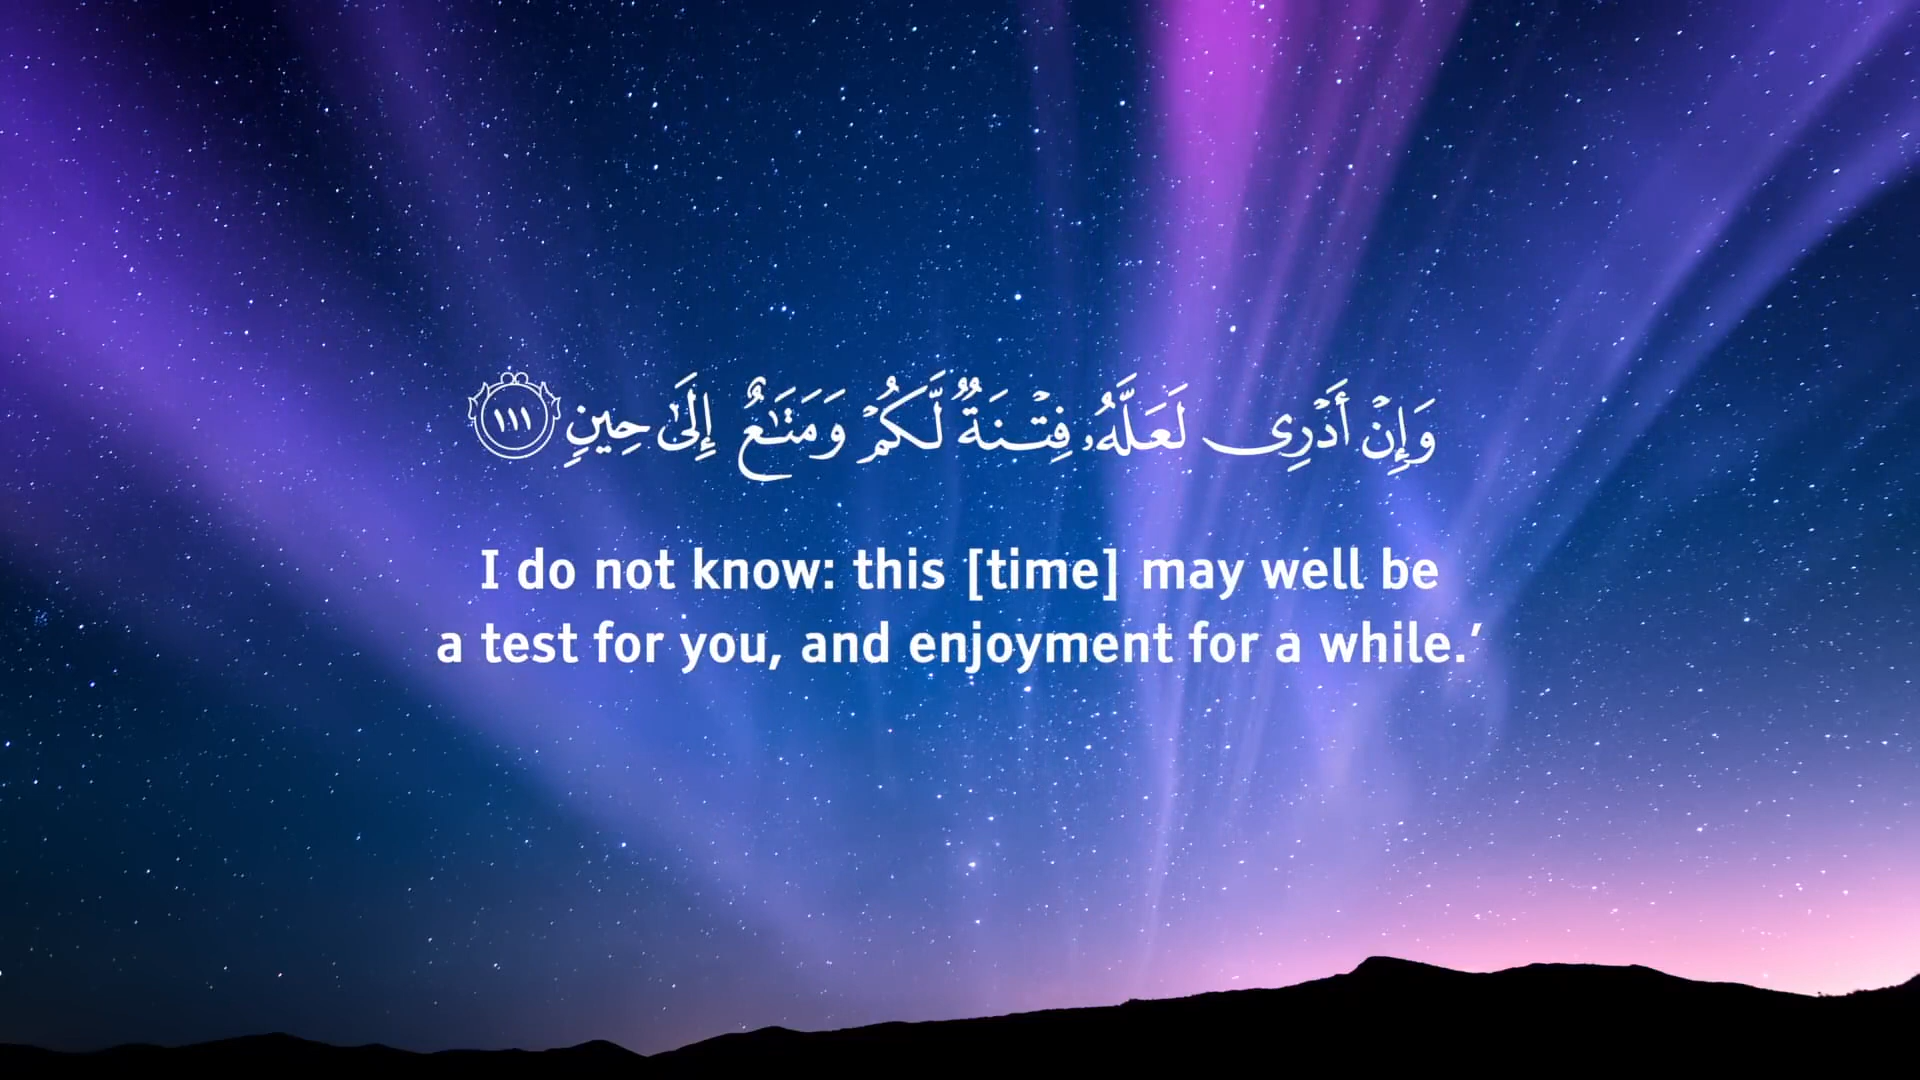 وَإِنْ أَدْرِى لَعَلَّهُۥ فِتْنَةٌ لَّكُمْ وَمَتَـٰعٌ إِلَىٰ حِينٍ ١١١
I do not know: this [time] may well be
a test for you, and enjoyment for a while.’